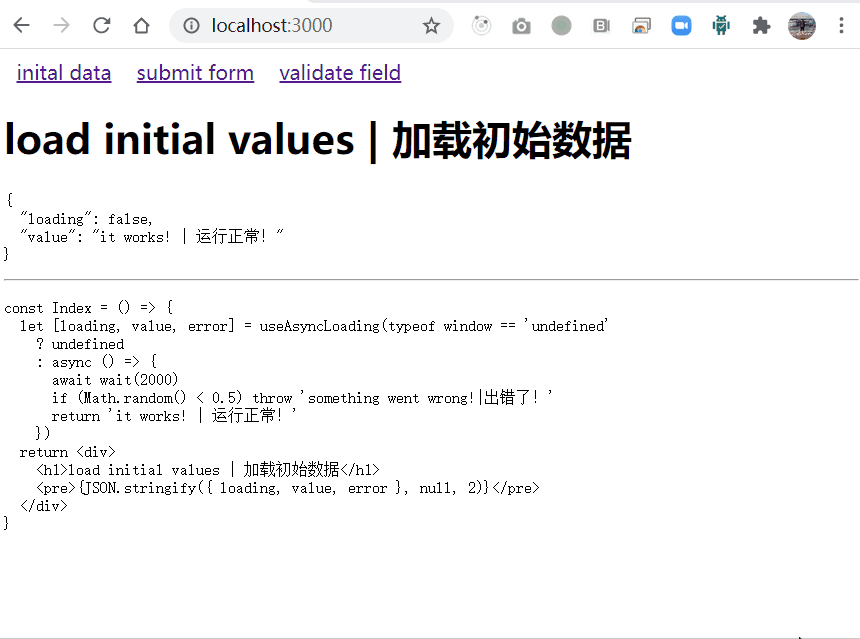 localhost:3000
inital data submit form validate field
load initial values | 加载初始数据
{
  "loading": false,
  "value": "it works! | 运行正常! "
}
const Index = () => {
  let [loading, value, error] = useAsyncLoading(typeof window == 'undefined'
    ? undefined
    : async () => {
      await wait(2000)
      if (Math.random() < 0.5) throw 'something went wrong!|出错了! '
      return 'it works! | 运行正常! '
    })
  return <div>
    <h1>load initial values | 加载初始数据</h1>
    <pre>{JSON.stringify({ loading, value, error }, null, 2)}</pre>
  </div>
}